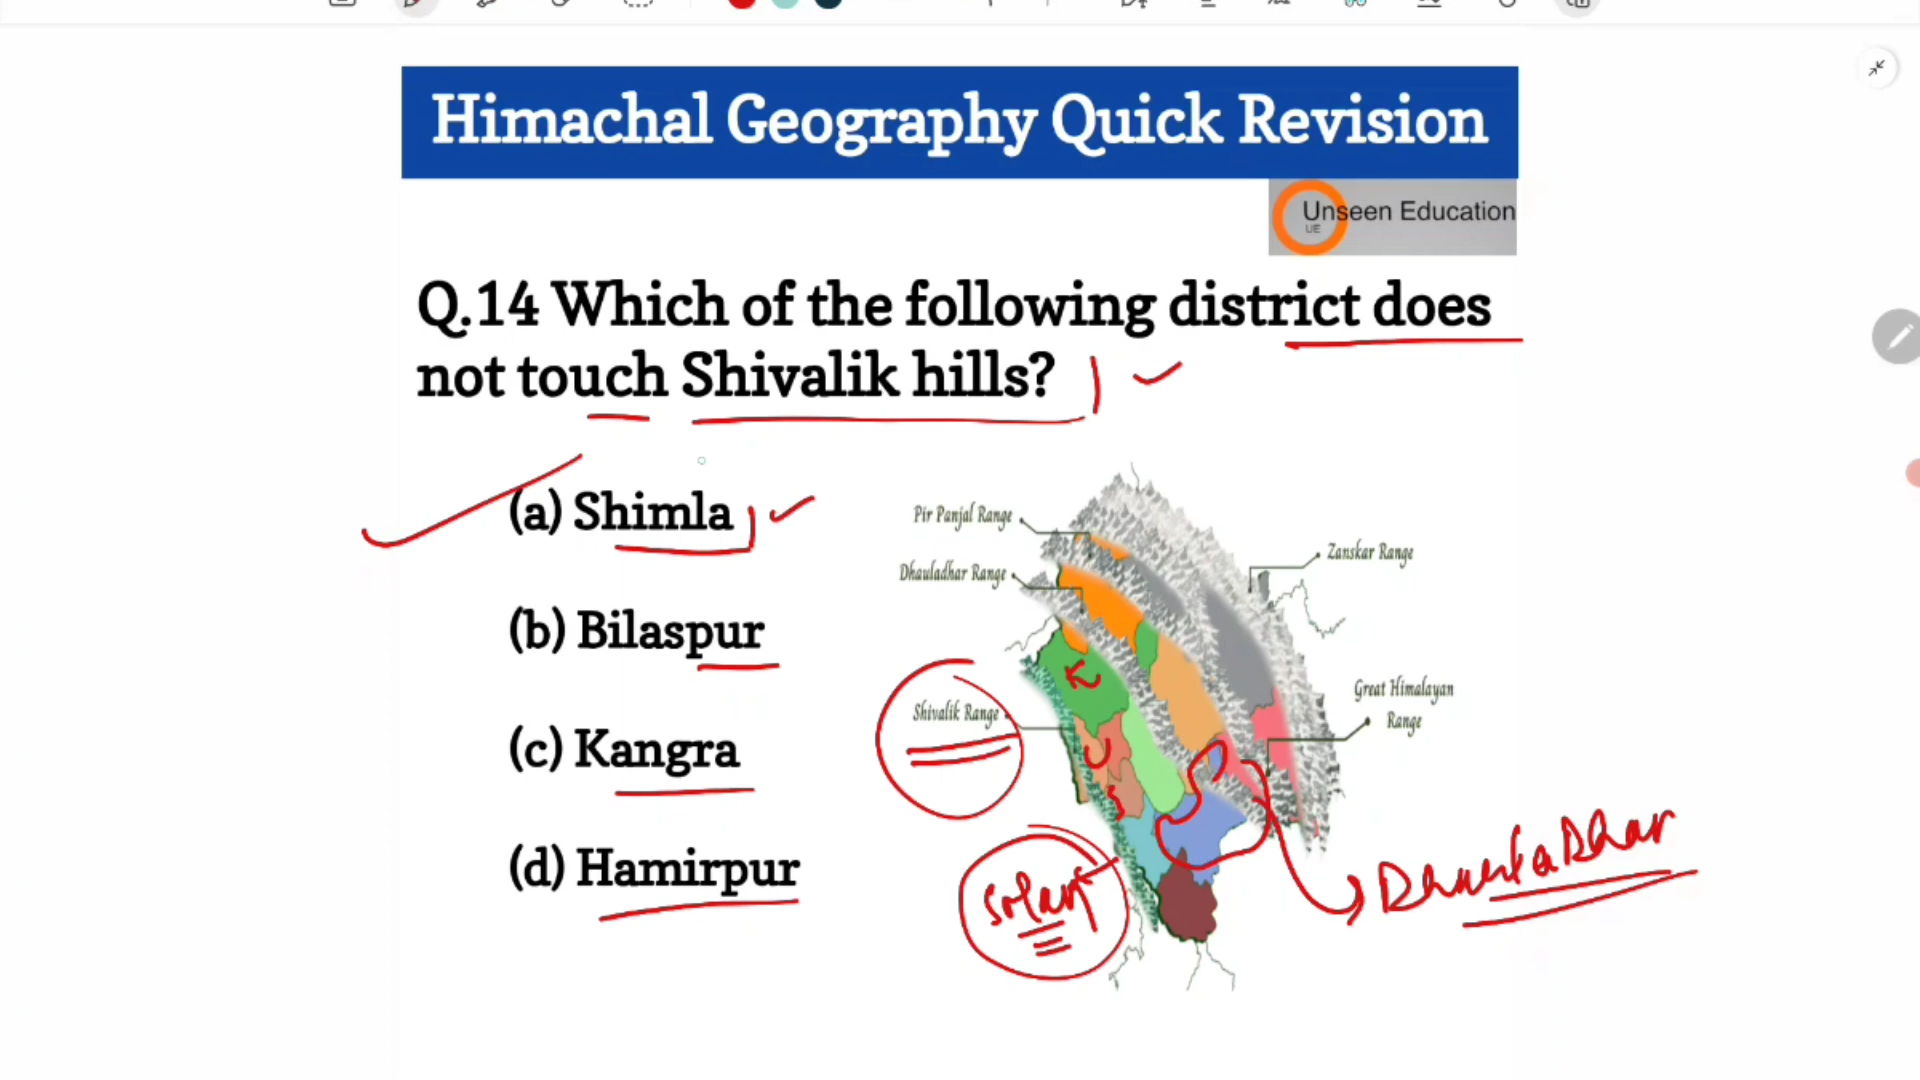 Himachal Geography Quick Revision
Unseen Education
UE
Q.14 Which of the following district does
not touch Shivalik hills?
(a) Shimla
(b) Bilaspur
(c) Kangra
(d) Hamirpur
Pir Panjal Range
Dhauladhar Range
Zanskar Range
Great Himalayan
Range
Shivalik Range
K
U
S
Solan